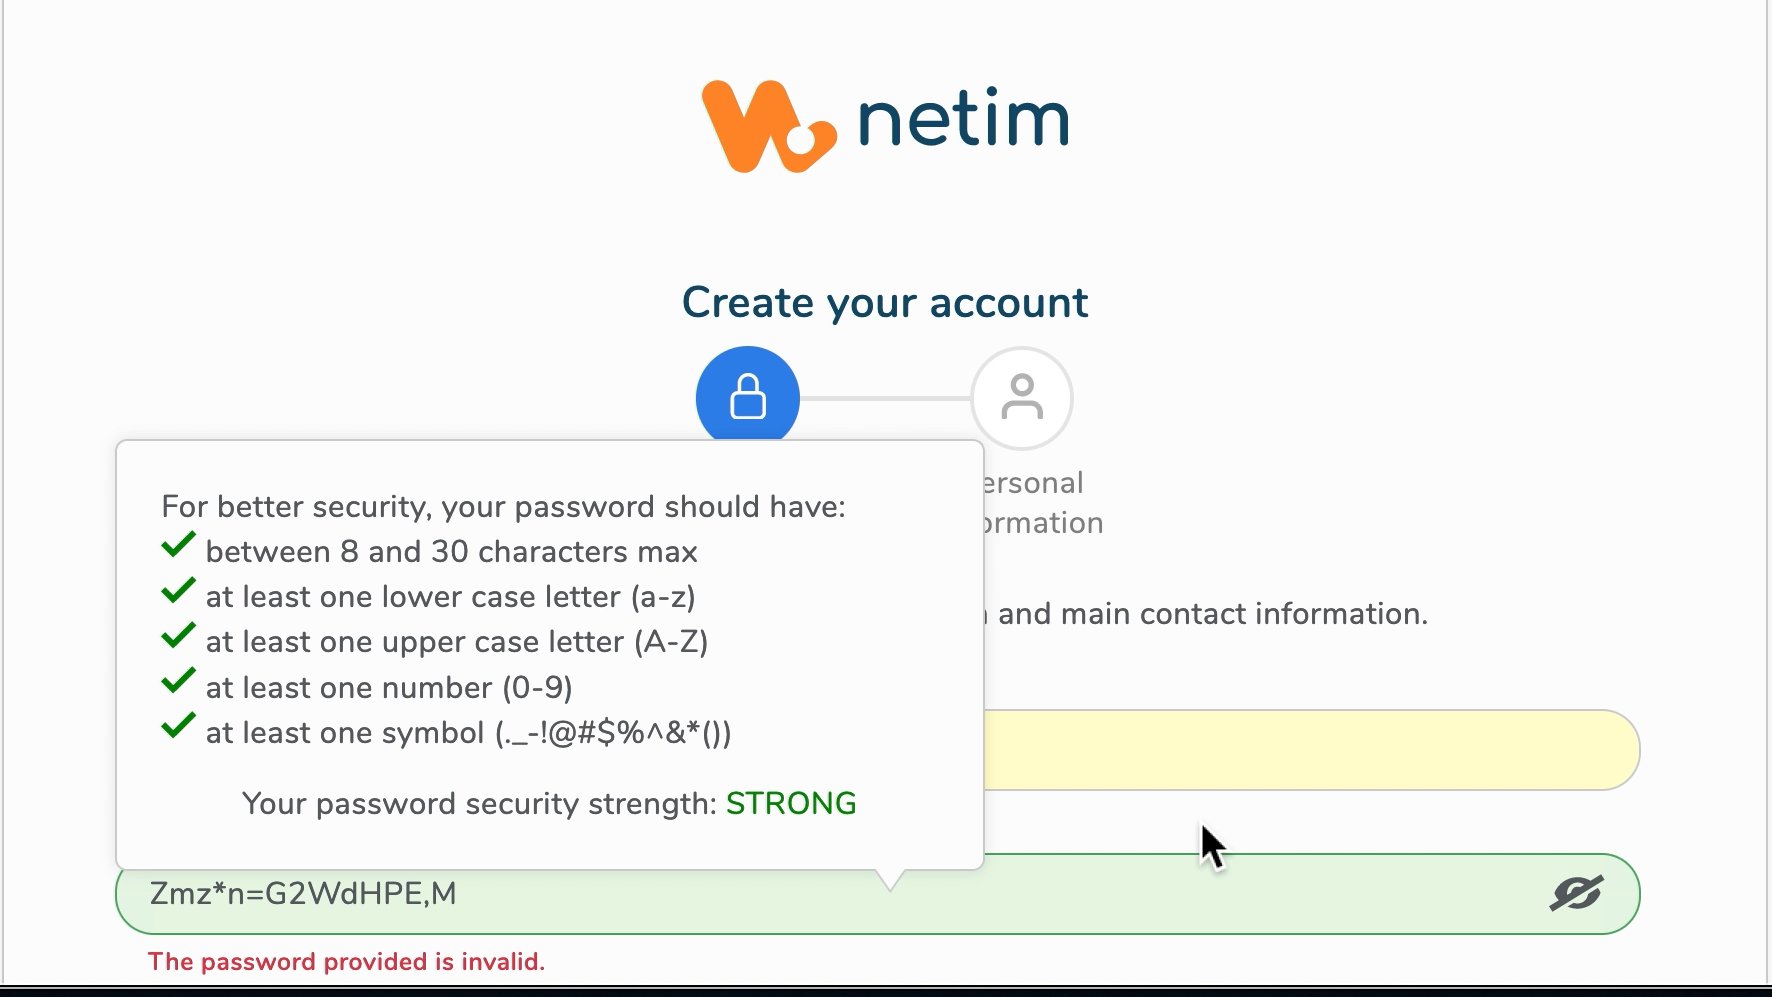 netim
Create your account
For better security, your password should have:
between 8 and 30 characters max
at least one lower case letter (a-z)
at least one upper case letter (A-Z)
at least one number (0-9)
at least one symbol (._-!@#$%^&*())
Your password security strength: STRONG
ersonal
ormation
and main contact information.
Zmz*n=G2WdHPE,M
The password provided is invalid.